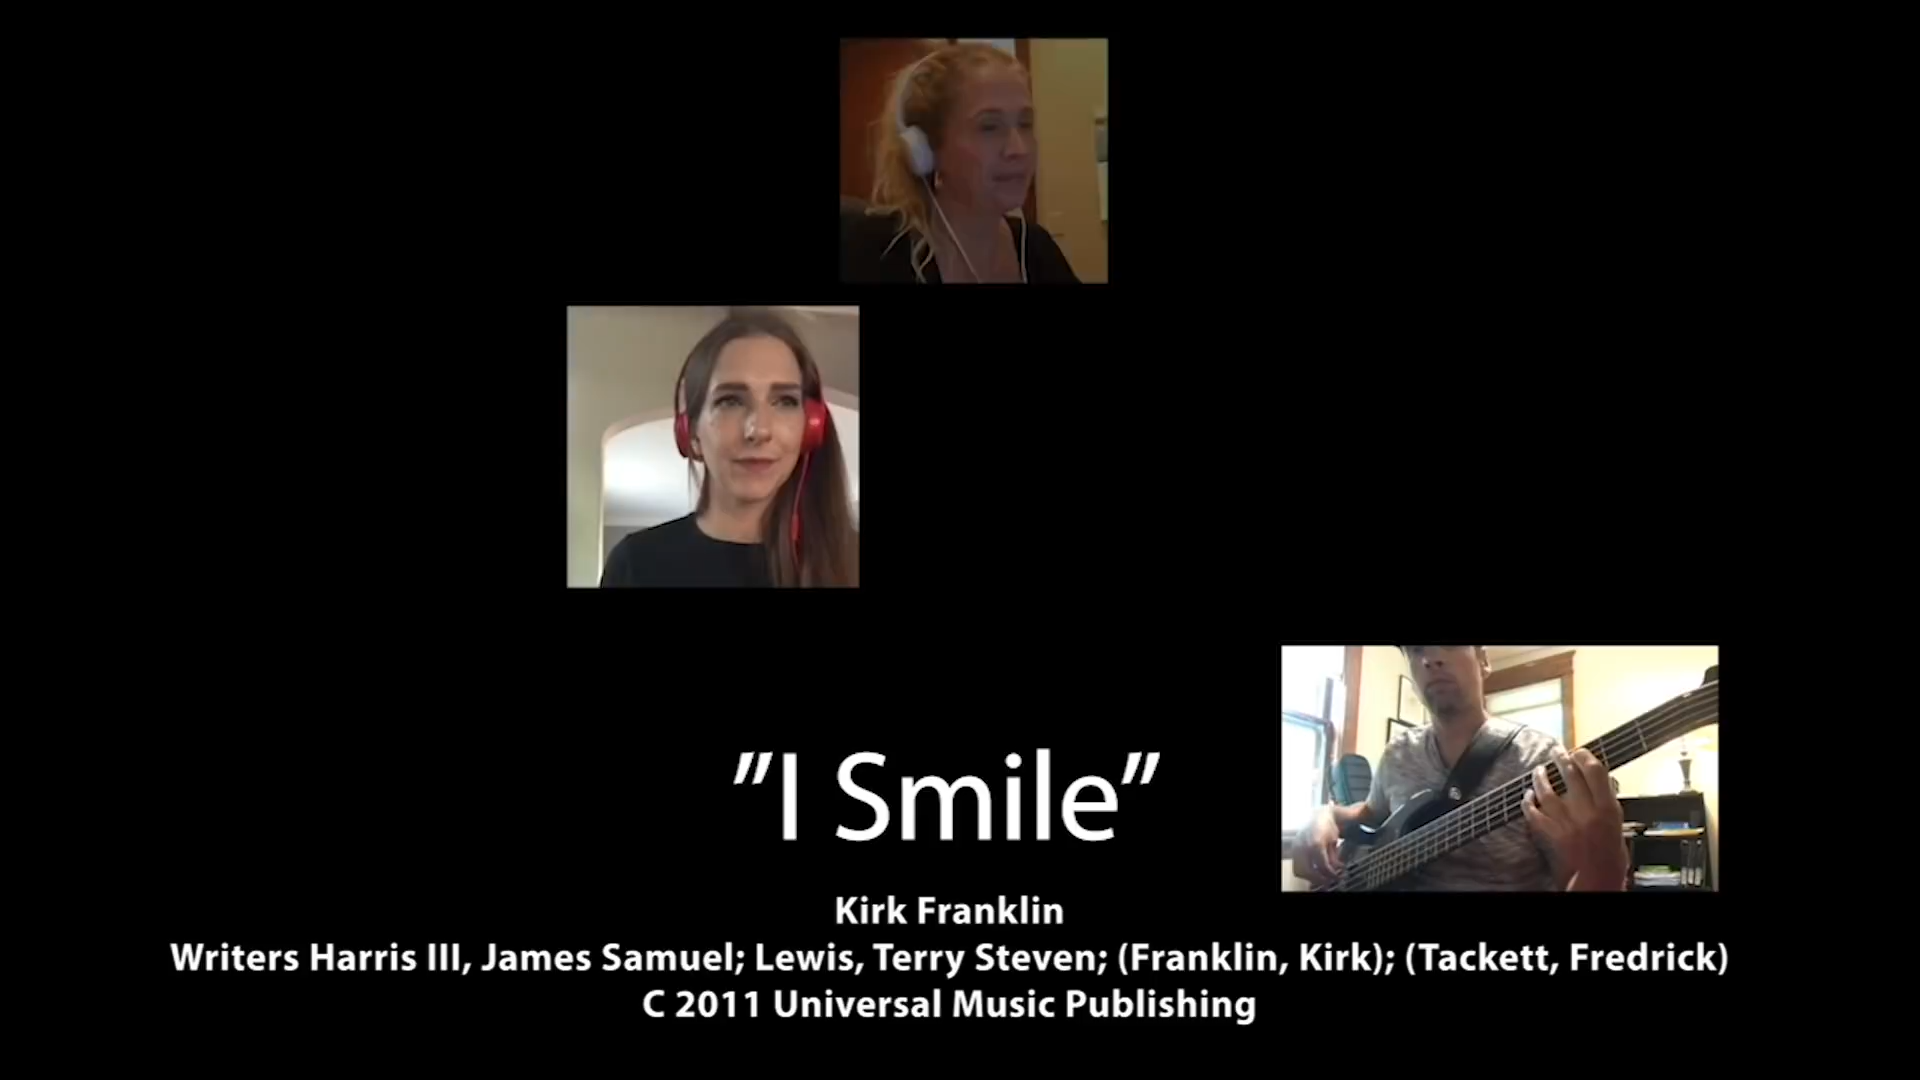 "I Smile"
Kirk Franklin
Writers Harris III, James Samuel; Lewis, Terry Steven; (Franklin, Kirk); (Tackett, Fredrick)
C 2011 Universal Music Publishing